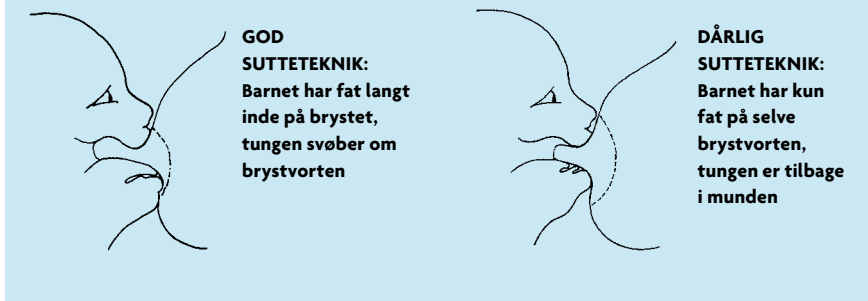 GOD
SUTTETEKNIK:
Barnet har fat langt
inde på brystet,
tungen svøber om
brystvorten
DÅRLIG
SUTTETEKNIK:
Barnet har kun
fat på selve
brystvorten,
tungen er tilbage
i munden